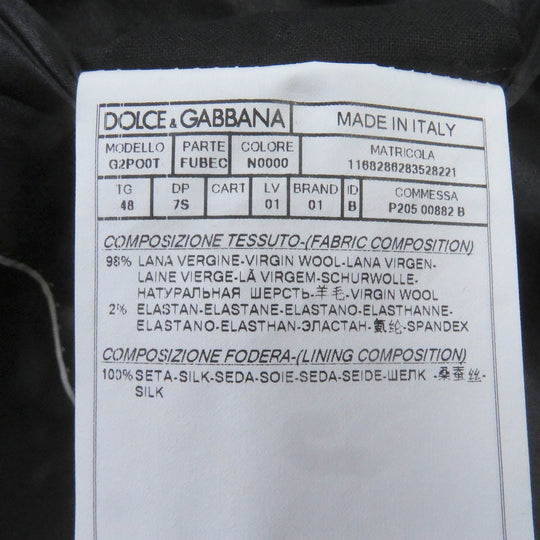 DOLCE & GABBANA MADE IN ITALY
MODELLO PARTE COLORE MATRICOLA
G2PO0T FUBEC N0000 1168286283528221
TG DP CART LV BRAND ID COMMESSA
48 7S 01 01 B P205 00882 B
COMPOSIZIONE TESSUTO-(FABRIC COMPOSITION)
98% LANA VERGINE-VIRGIN WOOL-LANA VIRGEN-
LAINE VIERGE-LÃ VIRGEM-SCHURWOLLE-
НАТУРАЛЬНАЯ ШЕРСТЬ-羊毛-VIRGIN WOOL
2% ELASTAN-ELASTANE-ELASTANO-ELASTHANNE-
ELASTANO-ELASTHAN-ЭЛАСТАН-氨纶-SPANDEX
COMPOSIZIONE FODERA-(LINING COMPOSITION)
100% SETA-SILK-SEDA-SOIE-SEDA-SEIDE-ШЕЛК -桑蚕丝-
SILK